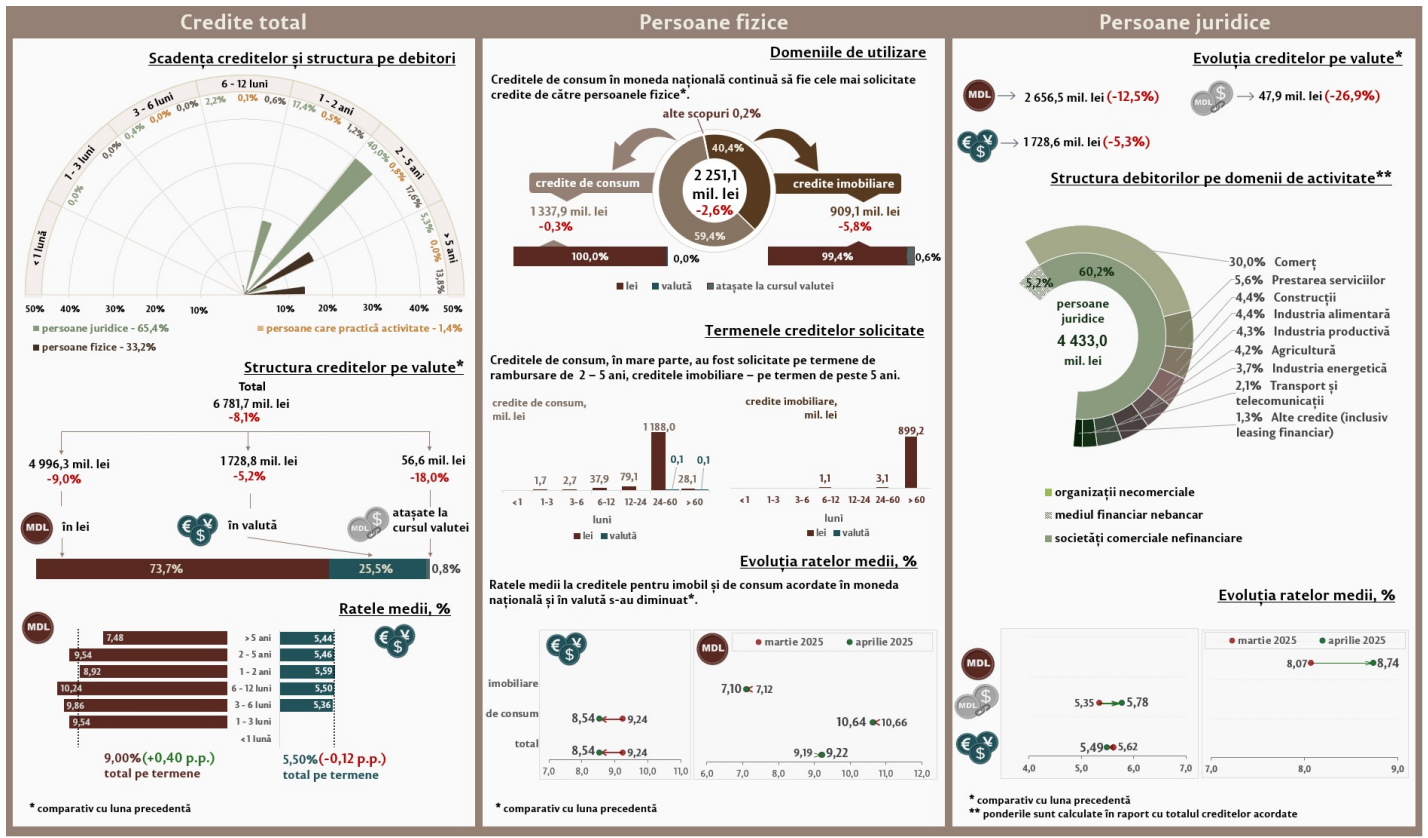 Credite total
Scadența creditelor și structura pe debitori
< 1 lună
1 - 3 luni
3 - 6 luni
6 - 12 luni
1 - 2 ani
2 - 5 ani
> 5 ani
0,0%
0,0%
0,4%
0,0%
0,0%
2,2%
0,1%
0,6%
17,4%
0,5%
1,2%
40,0%
0,8%
17,6%
5,3%
0,0%
13,8%
50% 40% 30% 20% 10% 10% 20% 30% 40% 50%
persoane juridice - 65,4%
persoane care practică activitate - 1,4%
persoane fizice - 33,2%
Structura creditelor pe valute*
Total
6 781,7 mil. lei
-8,1%
4 996,3 mil. lei
-9,0%
1 728,8 mil. lei
-5,2%
56,6 mil. lei
-18,0%
MDL
în lei
€ ¥ $
în valută
MDL $
atașate la
cursul valutei
73,7% 25,5% 0,8%
Ratele medii, %
MDL
€ ¥ $
7,48 > 5 ani 5,44
9,54 2 - 5 ani 5,46
8,92 1 - 2 ani 5,59
10,24 6 - 12 luni 5,50
9,86 3 - 6 luni 5,36
9,54 1 - 3 luni
<1 lună
9,00% (+0,40 p.p.)
total pe termene
5,50% (-0,12 p.p.)
total pe termene
* comparativ cu luna precedentă
Persoane fizice
Domeniile de utilizare
Creditele de consum în moneda națională continuă să fie cele mai solicitate
credite de către persoanele fizice*.
alte scopuri 0,2%
40,4%
2 251,1
mil. lei
-2,6%
59,4%
credite de consum
1 337,9 mil. lei
-0,3%
credite imobiliare
909,1 mil. lei
-5,8%
100,0% 0,0%
99,4% 0,6%
lei valută atașate la cursul valutei
Termenele creditelor solicitate
Creditele de consum, în mare parte, au fost solicitate pe termene de
rambursare de 2 – 5 ani, creditele imobiliare – pe termen de peste 5 ani.
credite de consum,
mil. lei
1,7 2,7 37,9 79,1 1 188,0 0,1 28,1 0,1
<1 1-3 3-6 6-12 12-24 24-60 > 60
luni
lei valută
credite imobiliare,
mil. lei
1,1 3,1 899,2
<1 1-3 3-6 6-12 12-24 24-60 > 60
luni
lei valută
Evoluția ratelor medii, %
Ratele medii la creditele pentru imobil și de consum acordate în moneda
națională și în valută s-au diminuat*.
€ ¥ $
MDL
martie 2025 aprilie 2025
imobiliare
7,10 7,12
de consum
8,54 9,24
10,64 10,66
total
8,54 9,24
9,19 9,22
7,0 8,0 9,0 10,0 11,0
6,0 7,0 8,0 9,0 10,0 11,0 12,0
* comparativ cu luna precedentă
Persoane juridice
Evoluția creditelor pe valute*
MDL
2 656,5 mil. lei (-12,5%)
MDL $
47,9 mil. lei (-26,9%)
€ ¥ $
1 728,6 mil. lei (-5,3%)
Structura debitorilor pe domenii de activitate**
5,2%
60,2%
persoane
juridice
4 433,0
mil. lei
30,0% Comerț
5,6% Prestarea serviciilor
4,4% Construcții
4,4% Industria alimentară
4,3% Industria productivă
4,2% Agricultură
3,7% Industria energetică
2,1% Transport și
telecomunicații
1,3% Alte credite (inclusiv
leasing financiar)
organizații necomerciale
mediul financiar nebancar
societăți comerciale nefinanciare
Evoluția ratelor medii, %
martie 2025 aprilie 2025
MDL
8,07 8,74
MDL $
5,35 5,78
€ ¥ $
5,49 5,62
4,0 5,0 6,0 7,0
7,0 8,0 9,0
* comparativ cu luna precedentă
** ponderile sunt calculate în raport cu totalul creditelor acordate